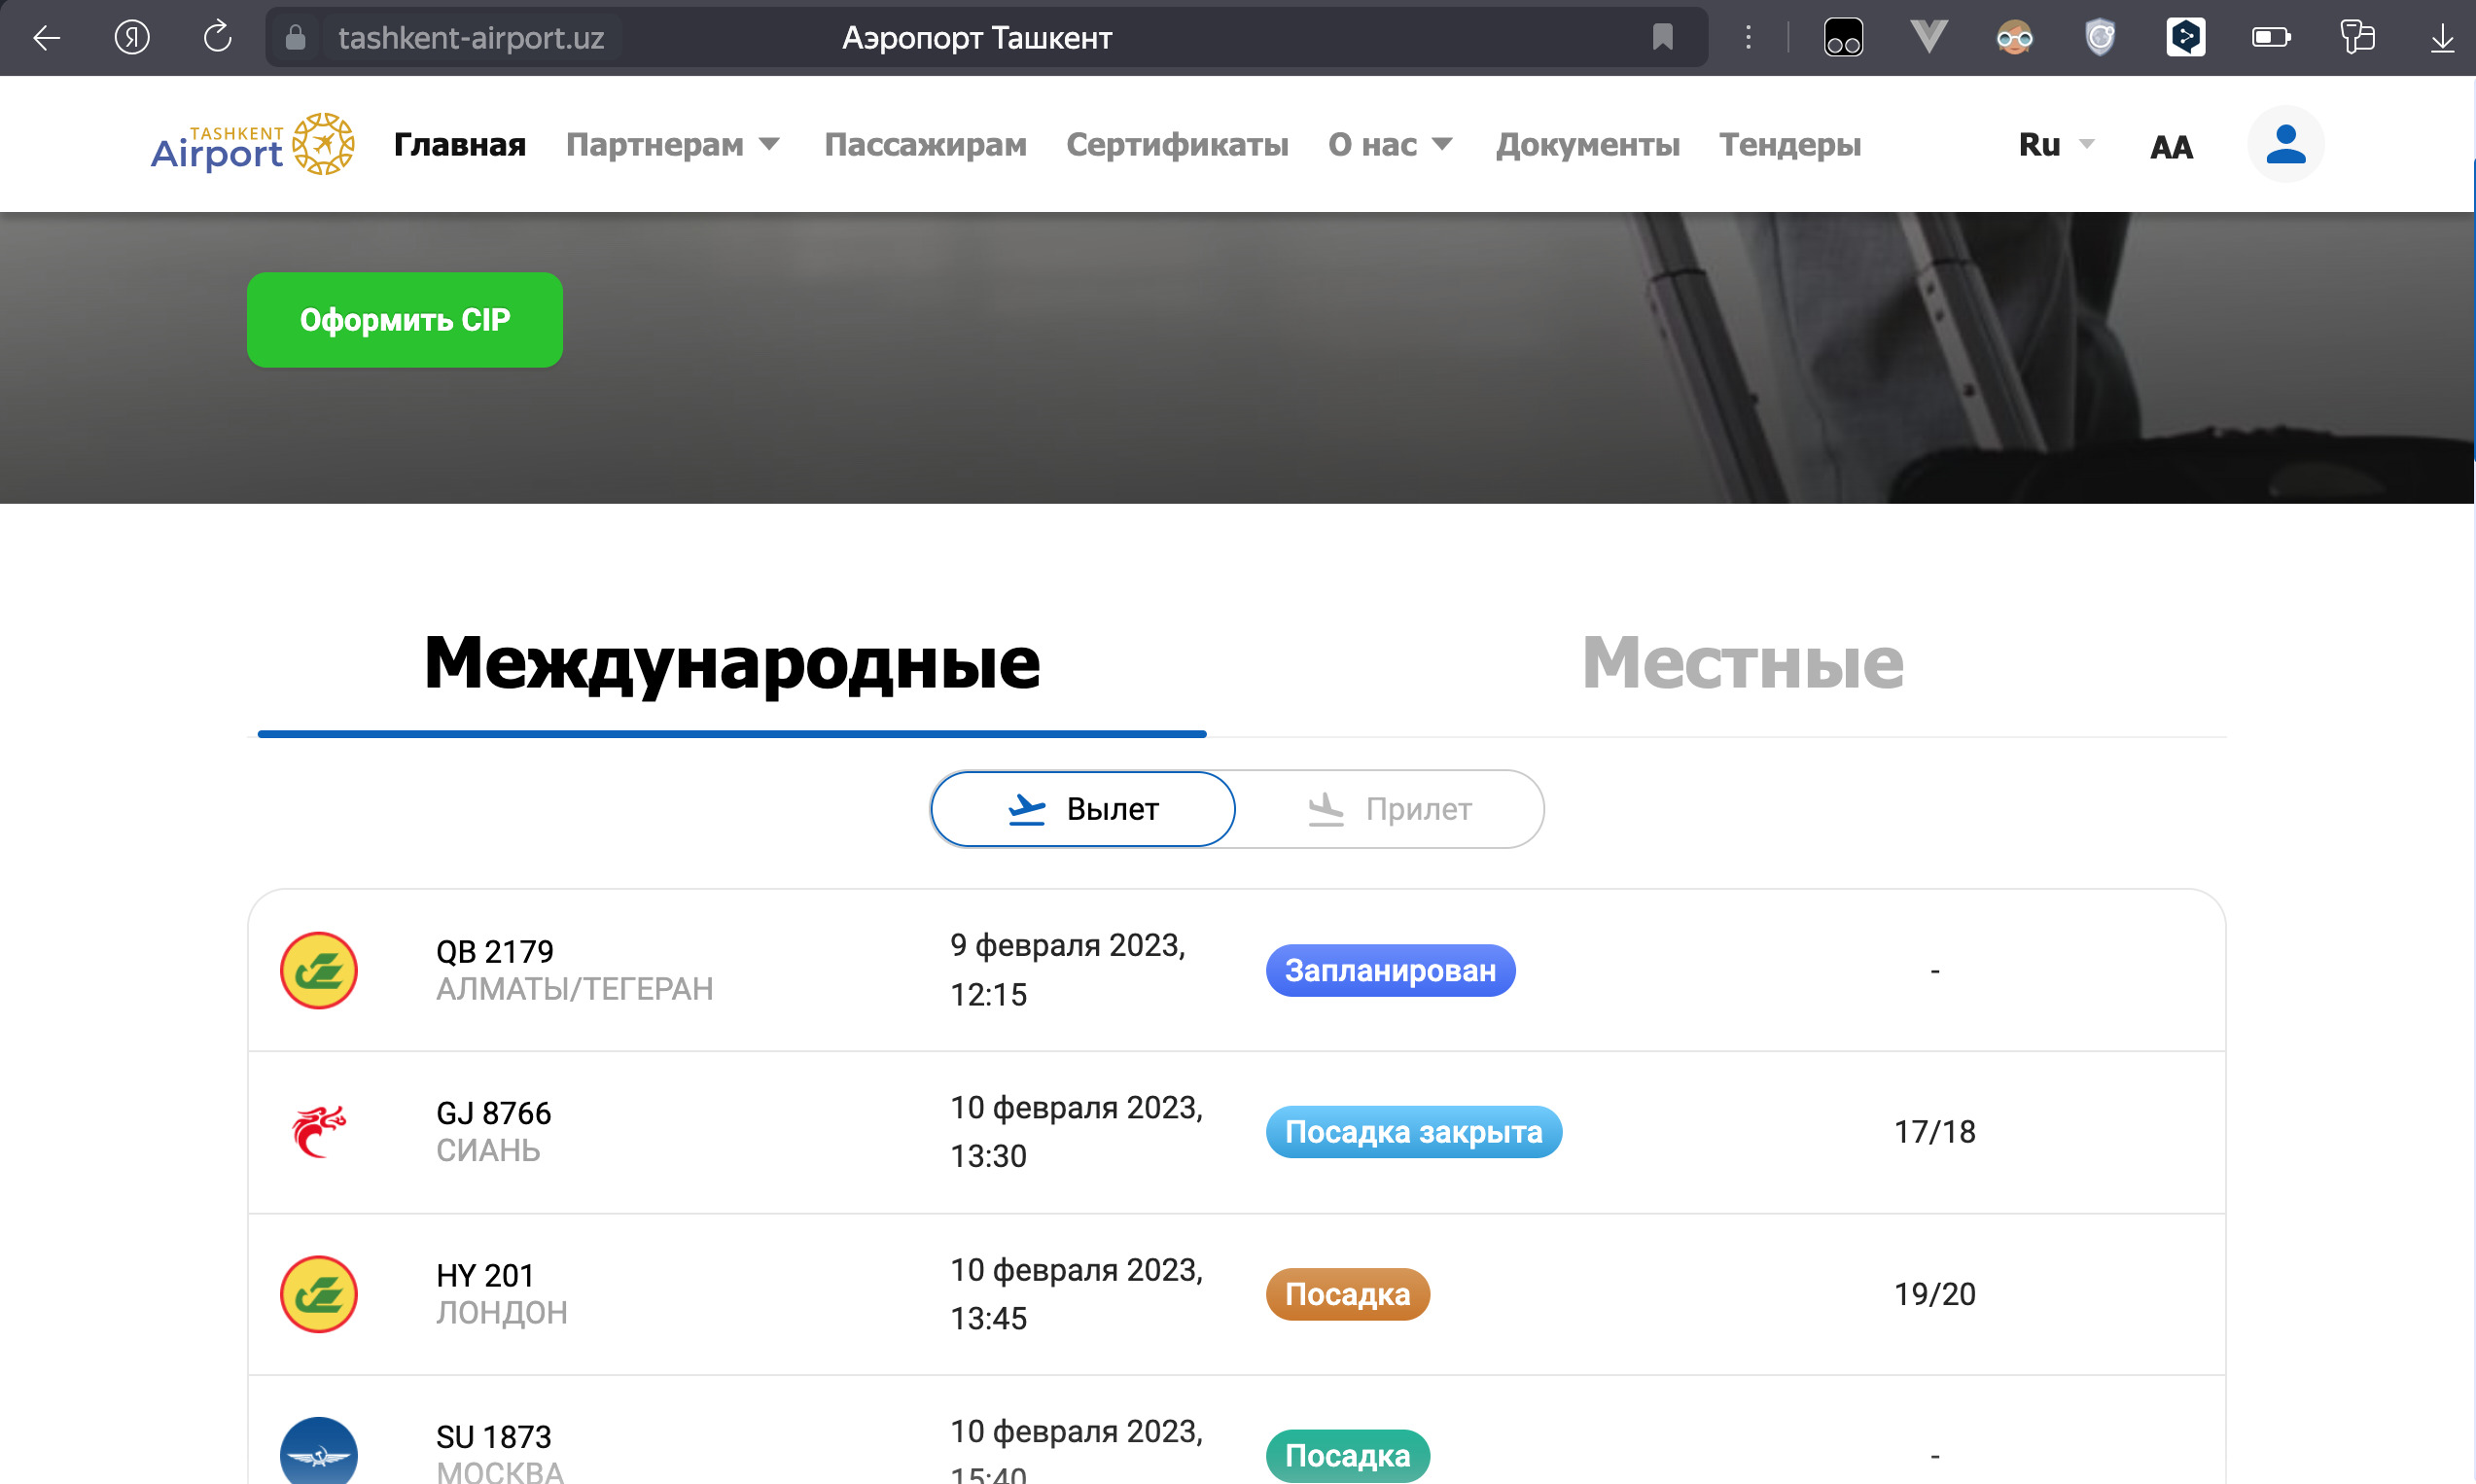 tashkent-airport.uz
Аэропорт Ташкент
TASHKENT
Airport
Главная
Партнерам
Пассажирам
Сертификаты
О нас
Документы
Тендеры
Ru
AA
Оформить CIP
Международные
Местные
Вылет
Прилет
QB 2179
АЛМАТЫ/ТЕГЕРАН
9 февраля 2023,
12:15
Запланирован
-
GJ 8766
СИАНЬ
10 февраля 2023,
13:30
Посадка закрыта
17/18
HY 201
ЛОНДОН
10 февраля 2023,
13:45
Посадка
19/20
SU 1873
МОСКВА
10 февраля 2023,
15:40
Посадка
-